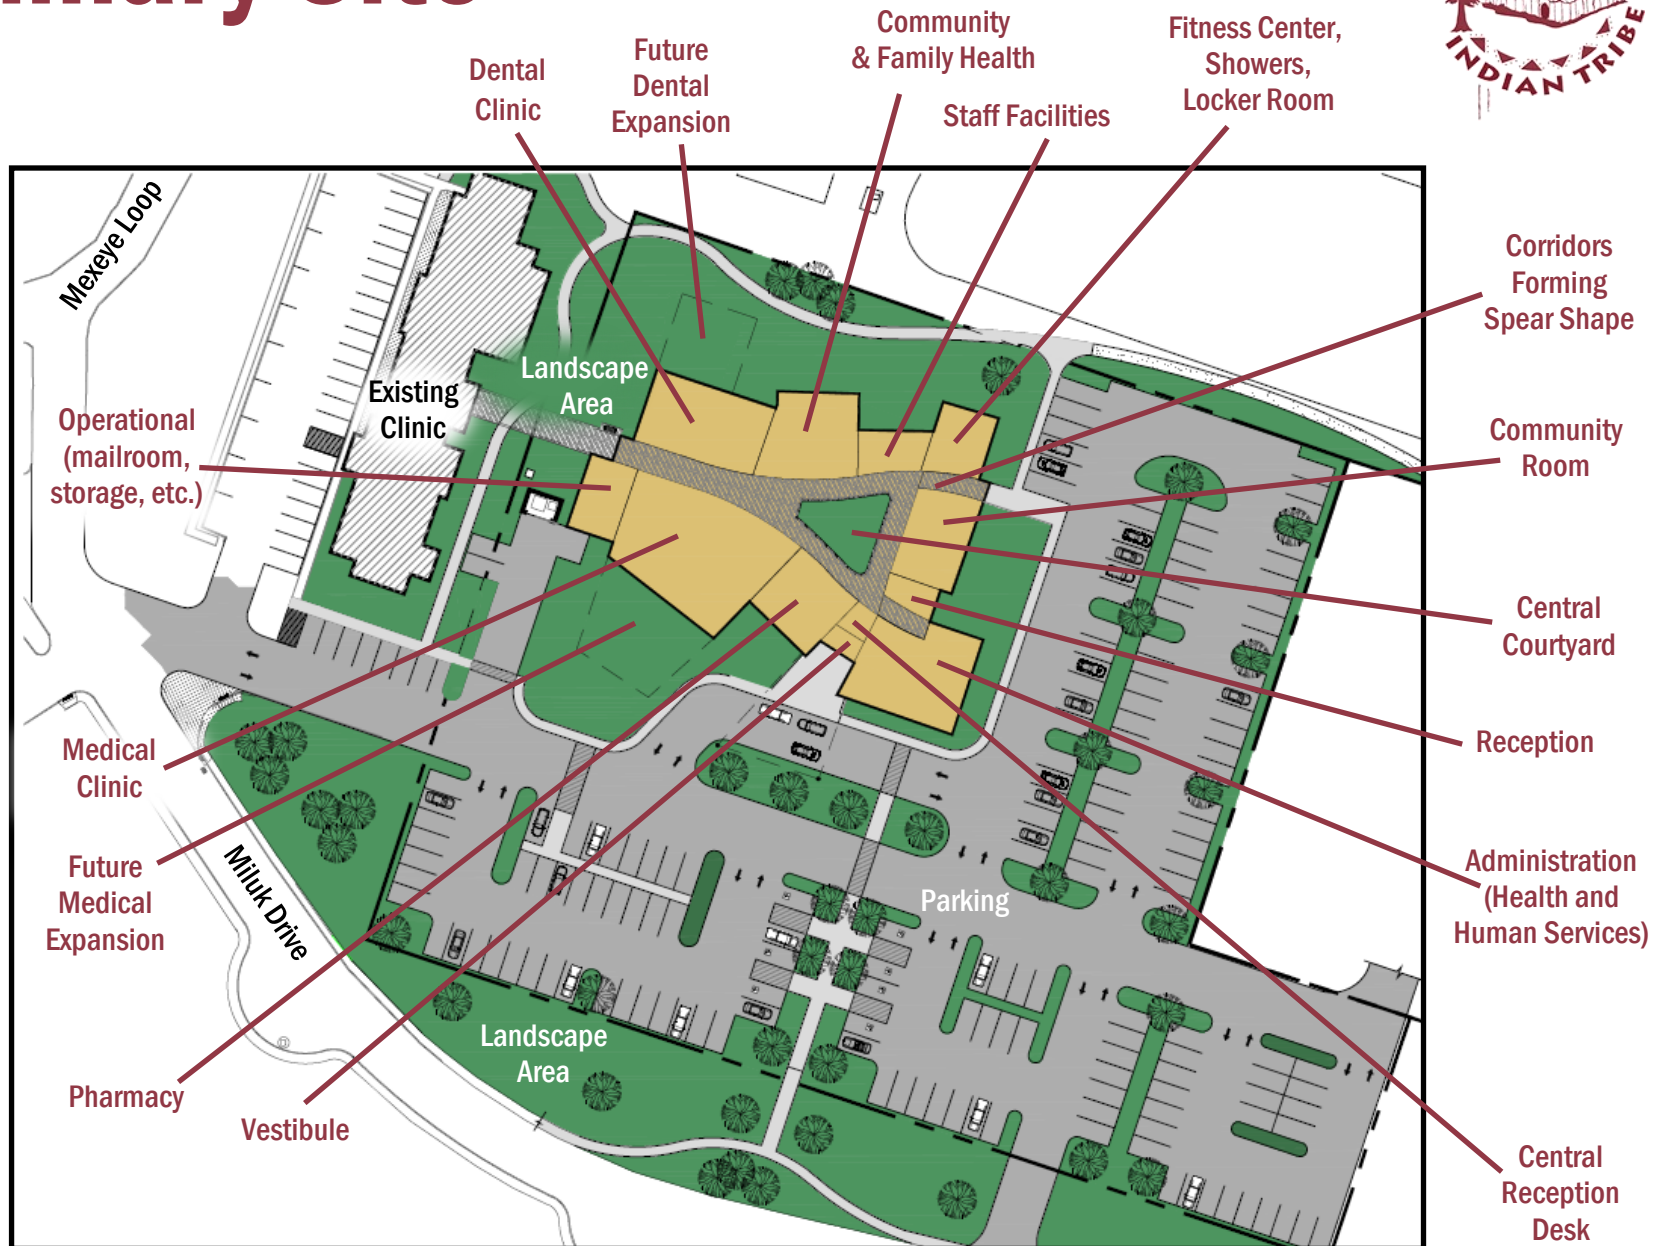 Community
& Family Health
Fitness Center,
Showers,
Locker Room
INDIAN TRIBE
Future
Dental
Expansion
Dental
Clinic
Staff Facilities
Mexeye Loop
Corridors
Forming
Spear Shape
Landscape
Area
Existing
Clinic
Operational
(mailroom,
storage, etc.)
Community
Room
Central
Courtyard
Reception
Medical
Clinic
Future
Medical
Expansion
Miluk Drive
Parking
Administration
(Health and
Human Services)
Landscape
Area
Pharmacy
Vestibule
Central
Reception
Desk